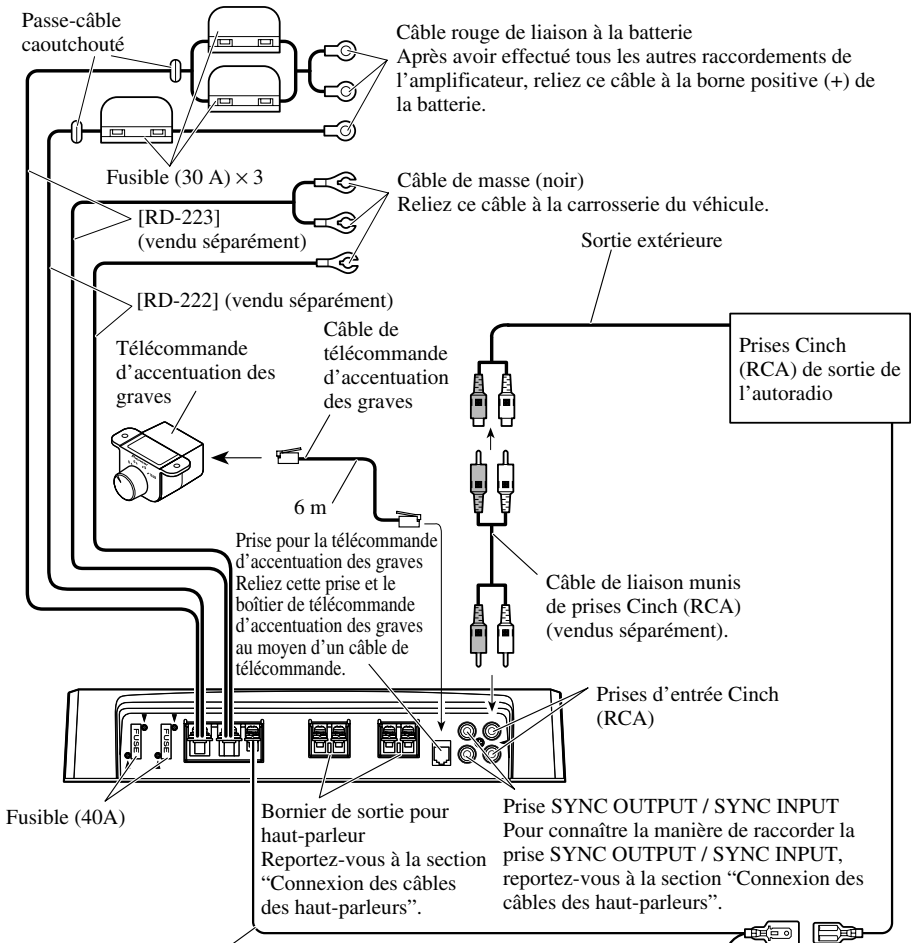 Passe-câble
caoutchouté
Câble rouge de liaison à la batterie
Après avoir effectué tous les autres raccordements de
l'amplificateur, reliez ce câble à la borne positive (+) de
la batterie.
Fusible (30 A) × 3
Câble de masse (noir)
Reliez ce câble à la carrosserie du véhicule.
[RD-223]
(vendu séparément)
Sortie extérieure
[RD-222] (vendu séparément)
Télécommande
d'accentuation des
graves
Câble de
télécommande
d'accentuation
des graves
Prises Cinch
(RCA) de sortie de
l'autoradio
6 m
Prise pour la télécommande
d'accentuation des graves
Reliez cette prise et le
boîtier de télécommande
d'accentuation des graves
au moyen d'un câble de
télécommande.
Câble de liaison munis
de prises Cinch (RCA)
(vendus séparément).
Prises d'entrée Cinch
(RCA)
FUSE
FUSE
Fusible (40A)
Bornier de sortie pour
haut-parleur
Reportez-vous à la section
“Connexion des câbles
des haut-parleurs”.
Prise SYNC OUTPUT / SYNC INPUT
Pour connaître la manière de raccorder la
prise SYNC OUTPUT / SYNC INPUT,
reportez-vous à la section “Connexion des
câbles des haut-parleurs”.